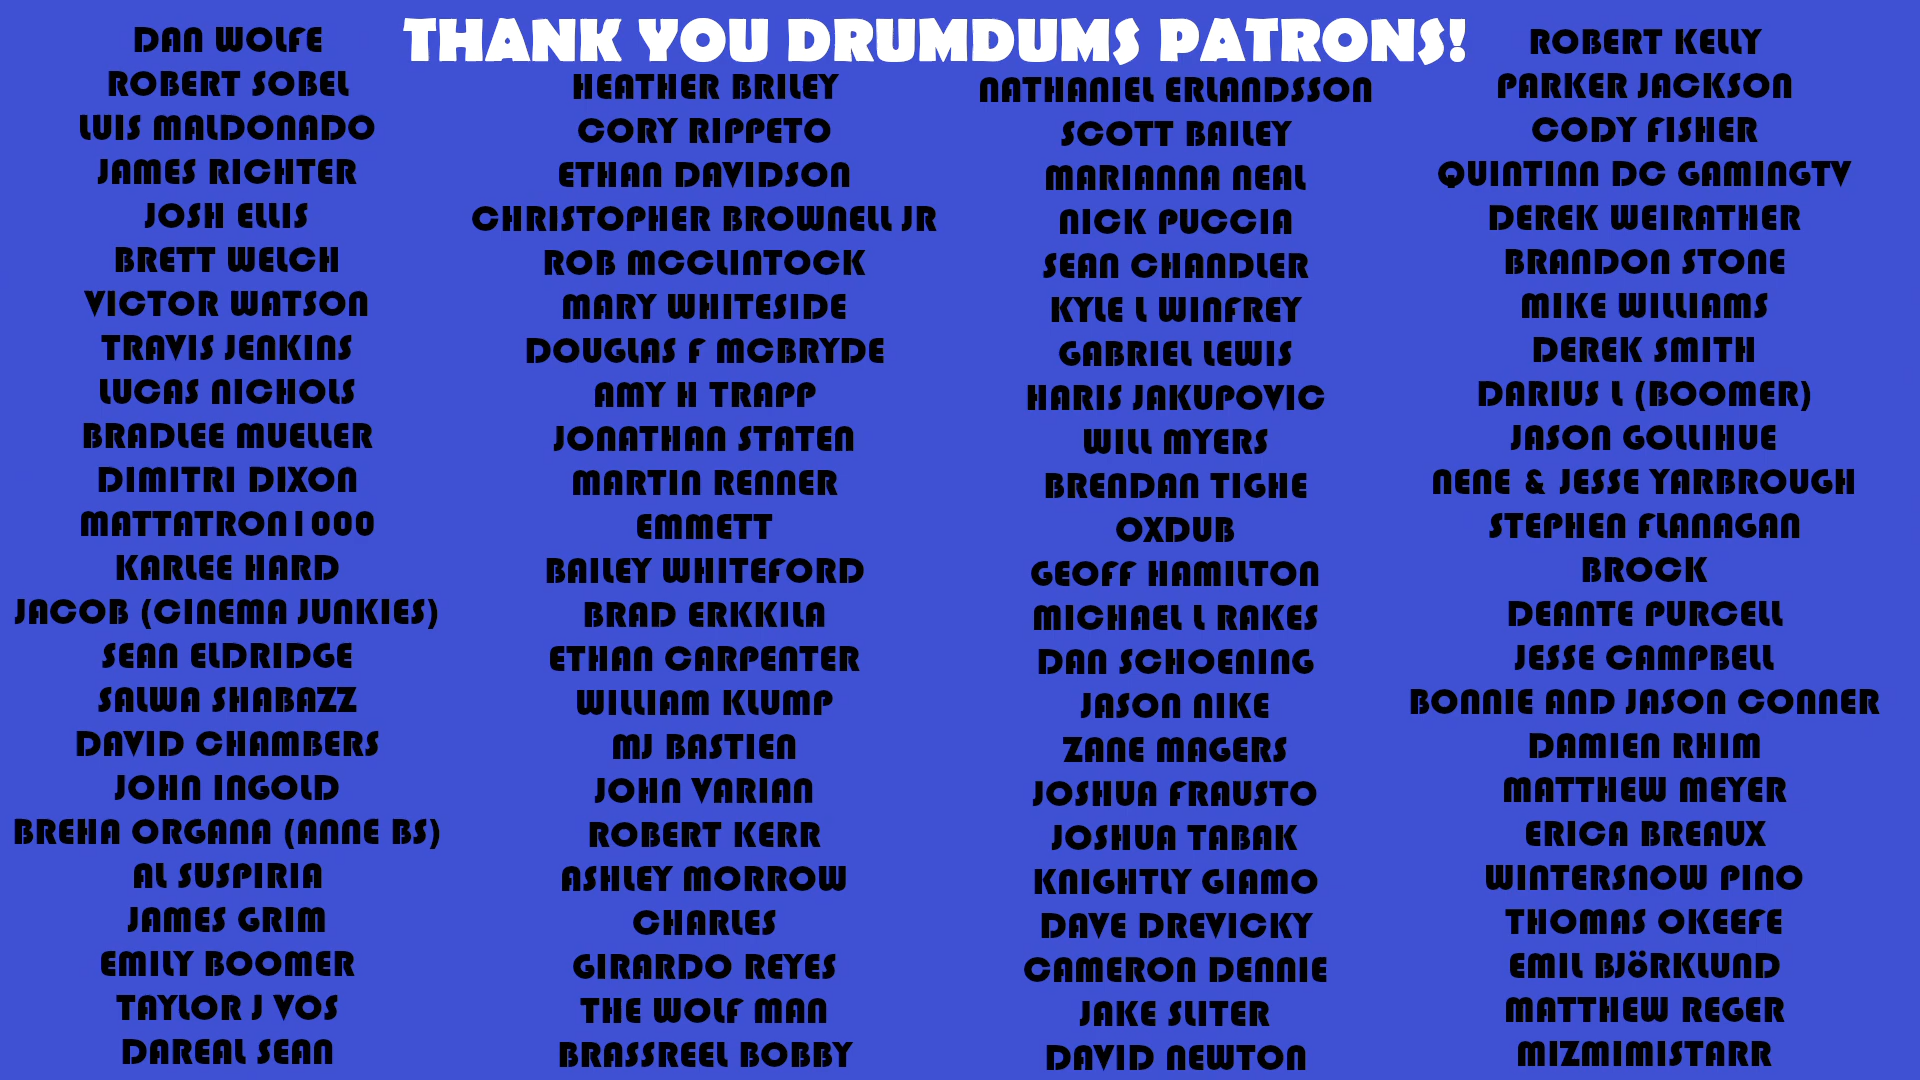 THANK YOU DRUMDUMS PATRONS!
DAN WOLFE
ROBERT SOBEL
LUIS MALDONADO
JAMES RICHTER
JOSH ELLIS
BRETT WELCH
VICTOR WATSON
TRAVIS JENKINS
LUCAS NICHOLS
BRADLEE MUELLER
DIMITRI DIXON
MATTATRON1000
KARLEE HARD
JACOB (CINEMA JUNKIES)
SEAN ELDRIDGE
SALWA SHABAZZ
DAVID CHAMBERS
JOHN INGOLD
BREHA ORGANA (ANNE BS)
AL SUSPIRIA
JAMES GRIM
EMILY BOOMER
TAYLOR J VOS
DAREAL SEAN
HEATHER BRILEY
CORY RIPPETO
ETHAN DAVIDSON
CHRISTOPHER BROWNELL JR
ROB MCCLINTOCK
MARY WHITESIDE
DOUGLAS F MCBRYDE
AMY H TRAPP
JONATHAN STATEN
MARTIN RENNER
EMMETT
BAILEY WHITEFORD
BRAD ERKKILA
ETHAN CARPENTER
WILLIAM KLUMP
MJ BASTIEN
JOHN VARIAN
ROBERT KERR
ASHLEY MORROW
CHARLES
GIRARDO REYES
THE WOLF MAN
BRASSREEL BOBBY
NATHANIEL ERLANDSSON
SCOTT BAILEY
MARIANNA NEAL
NICK PUCCIA
SEAN CHANDLER
KYLE L WINFREY
GABRIEL LEWIS
HARIS JAKUPOVIC
WILL MYERS
BRENDAN TIGHE
OXDUB
GEOFF HAMILTON
MICHAEL L RAKES
DAN SCHOENING
JASON NIKE
ZANE MAGERS
JOSHUA FRAUSTO
JOSHUA TABAK
KNIGHTLY GIAMO
DAVE DREVICKY
CAMERON DENNIE
JAKE SLITER
DAVID NEWTON
ROBERT KELLY
PARKER JACKSON
CODY FISHER
QUINTINN DC GAMINGTV
DEREK WEIRATHER
BRANDON STONE
MIKE WILLIAMS
DEREK SMITH
DARIUS L (BOOMER)
JASON GOLLIHUE
NENE & JESSE YARBROUGH
STEPHEN FLANAGAN
BROCK
DEANTE PURCELL
JESSE CAMPBELL
BONNIE AND JASON CONNER
DAMIEN RHIM
MATTHEW MEYER
ERICA BREAUX
WINTERSNOW PINO
THOMAS OKEEFE
EMIL BJöRKLUND
MATTHEW REGER
MIZMIMISTARR